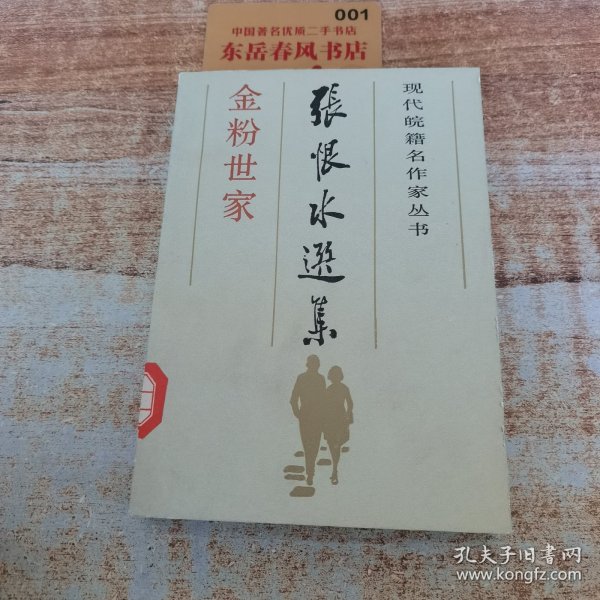 001
中国著名优质二手书店
东岳春风书店
现代皖籍名作家丛书
張恨水選集
金粉世家
孔夫子旧书网
www.kongfz.com